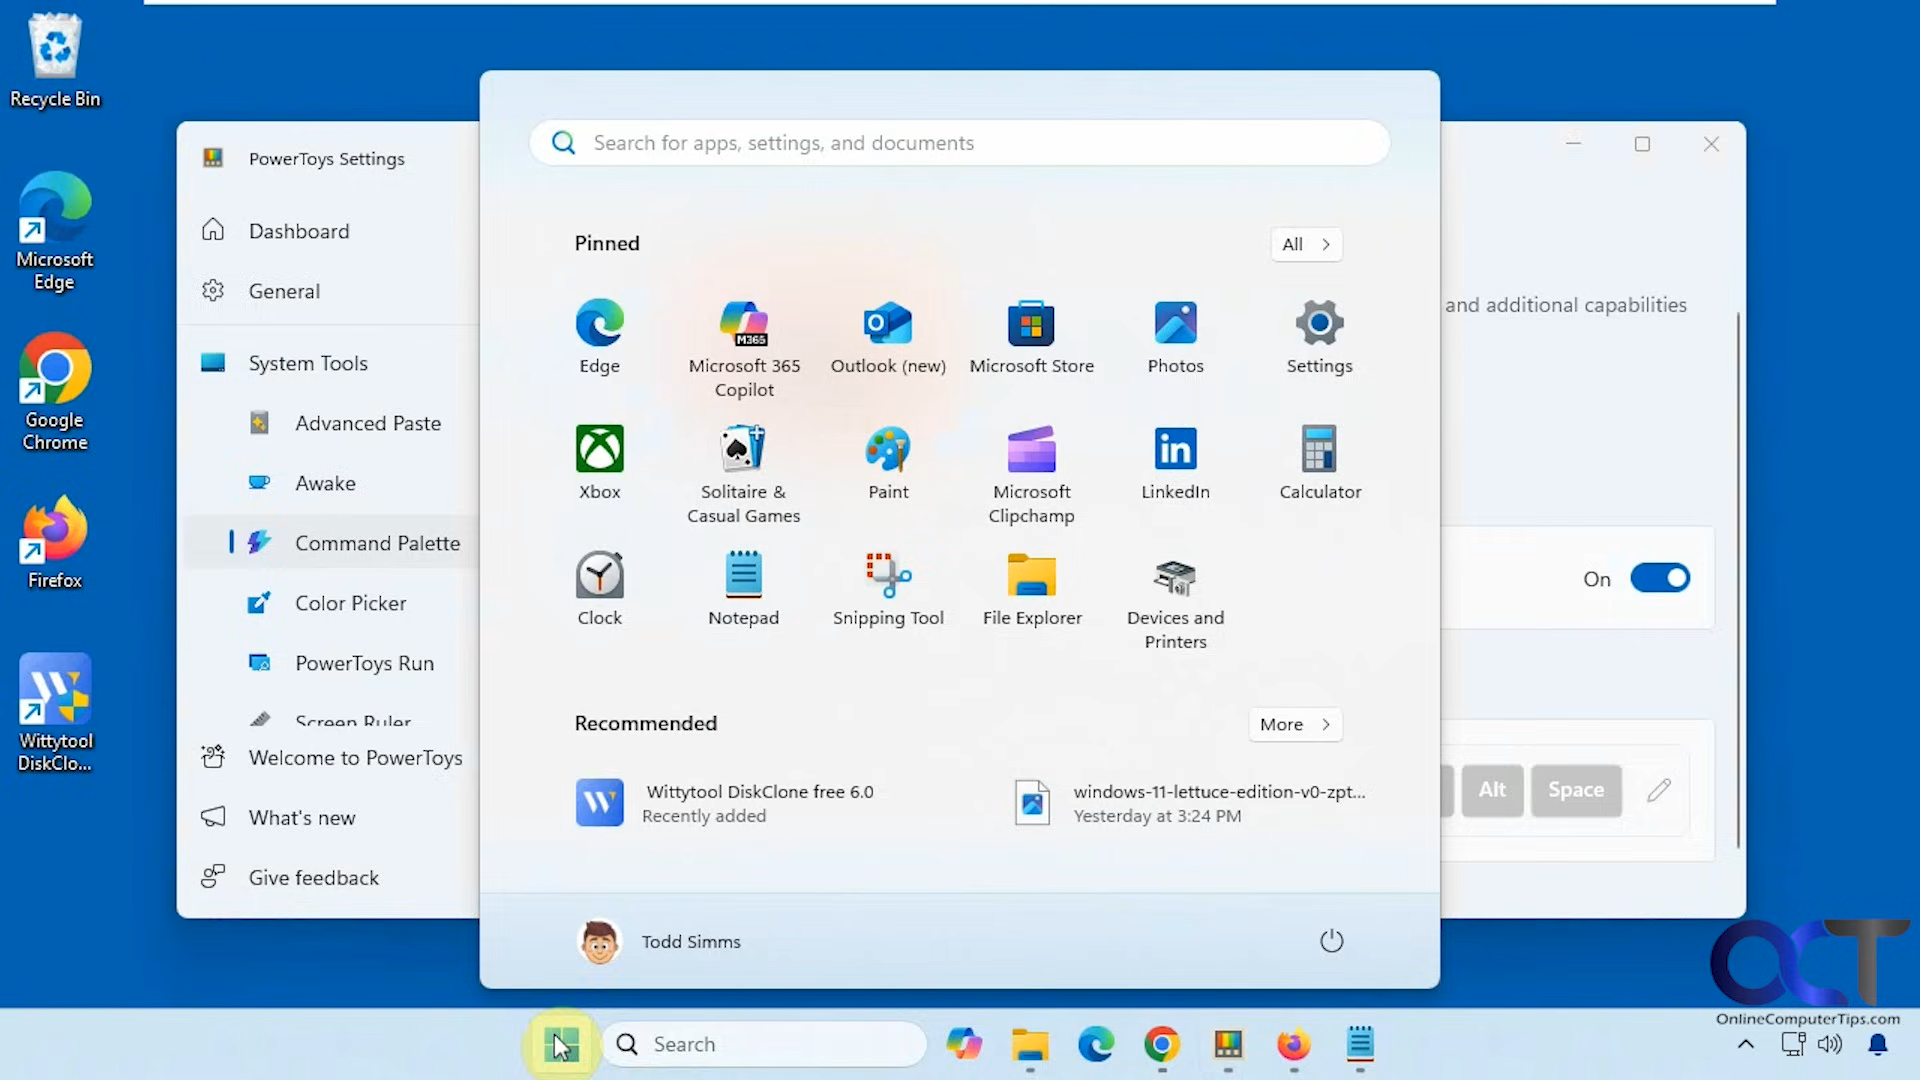 Recycle Bin
Microsoft
Edge
Google
Chrome
Firefox
Wittytool
DiskClo...
PowerToys Settings
Dashboard
General
System Tools
Advanced Paste
Awake
Command Palette
Color Picker
PowerToys Run
Screen Ruler
Welcome to PowerToys
What's new
Give feedback
Search for apps, settings, and documents
Pinned
All
Edge
M365
Microsoft 365
Copilot
Outlook (new)
Microsoft Store
Photos
Settings
Xbox
Solitaire &
Casual Games
Paint
Microsoft
Clipchamp
LinkedIn
Calculator
Clock
Notepad
Snipping Tool
File Explorer
Devices and
Printers
Recommended
More
Wittytool DiskClone free 6.0
Recently added
windows-11-lettuce-edition-v0-zpt...
Yesterday at 3:24 PM
Todd Simms
and additional capabilities
On
Alt
Space
OCT
OnlineComputerTips.com
Search